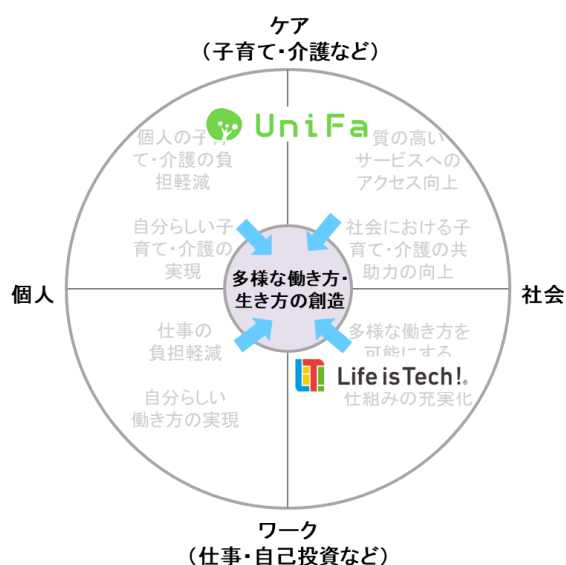 ケア
（子育て・介護など）
UniFa
個人の子育
て・介護の負
担軽減
質の高い
サービスへの
アクセス向上
自分らしい子
育て・介護の
実現
社会における子
育て・介護の共
助力の向上
多様な働き方・
生き方の創造
個人
社会
仕事の
負担軽減
多様な働き方を
可能にする
Life is Tech!®
自分らしい
働き方の実現
仕組みの充実化
ワーク
（仕事・自己投資など）